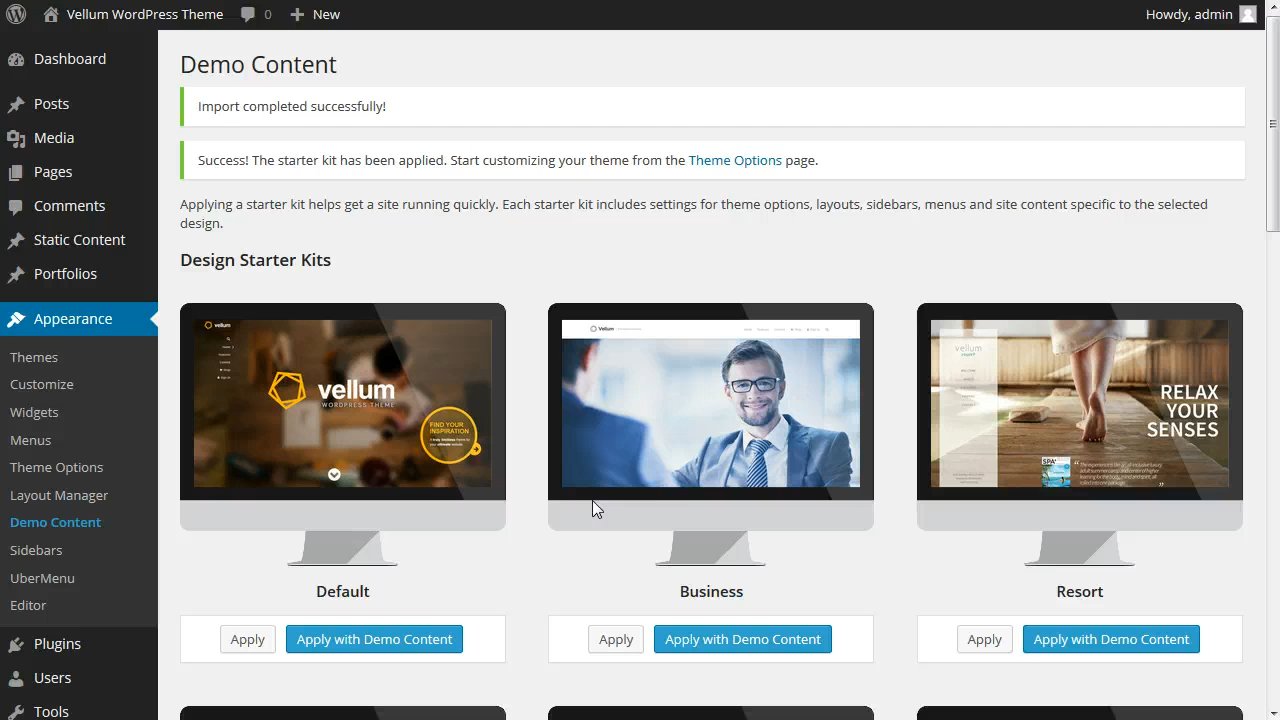 Vellum WordPress Theme 0 New Howdy, admin
Dashboard
Posts
Media
Pages
Comments
Static Content
Portfolios
Appearance
Themes
Customize
Widgets
Menus
Theme Options
Layout Manager
Demo Content
Sidebars
UberMenu
Editor
Plugins
Users
Tools
Demo Content
Import completed successfully!
Success! The starter kit has been applied. Start customizing your theme from the Theme Options page.
Applying a starter kit helps get a site running quickly. Each starter kit includes settings for theme options, layouts, sidebars, menus and site content specific to the selected
design.
Design Starter Kits
vellum
vellum
WORDPRESS THEME
FIND YOUR
INSPIRATION
Default
Apply Apply with Demo Content
Vellum
Business
Apply Apply with Demo Content
vellum
RELAX
YOUR
SENSES
SPA
Resort
Apply Apply with Demo Content